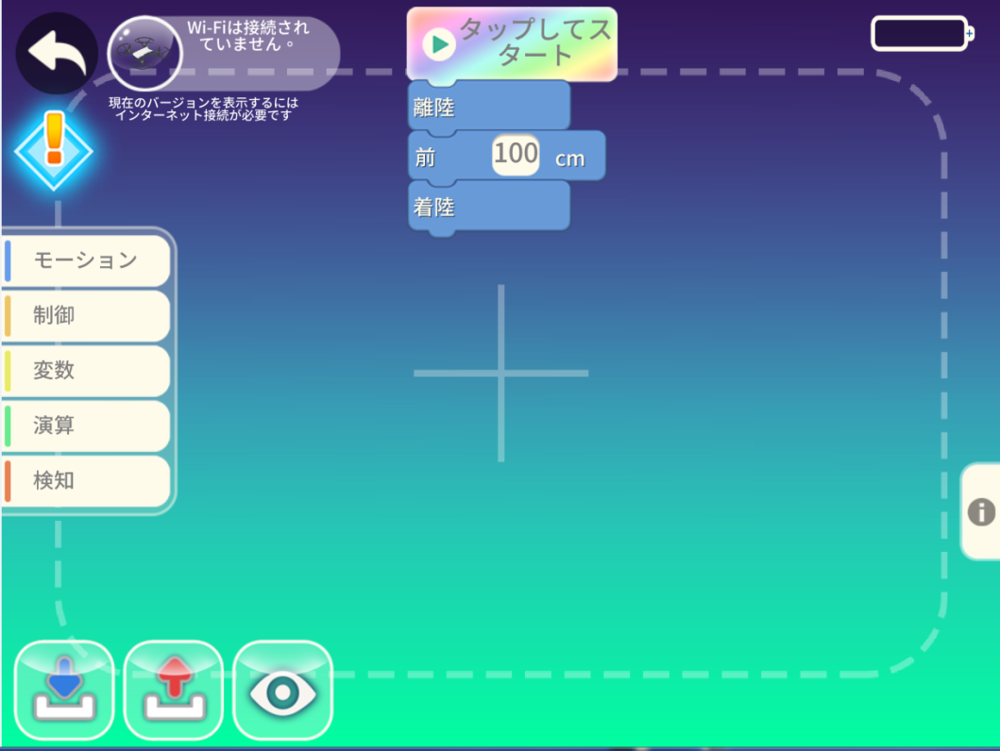 Wi-Fiは接続され
ていません。
現在のバージョンを表示するには
インターネット接続が必要です
タップしてス
タート
離陸
前 100 cm
着陸
モーション
制御
変数
演算
検知